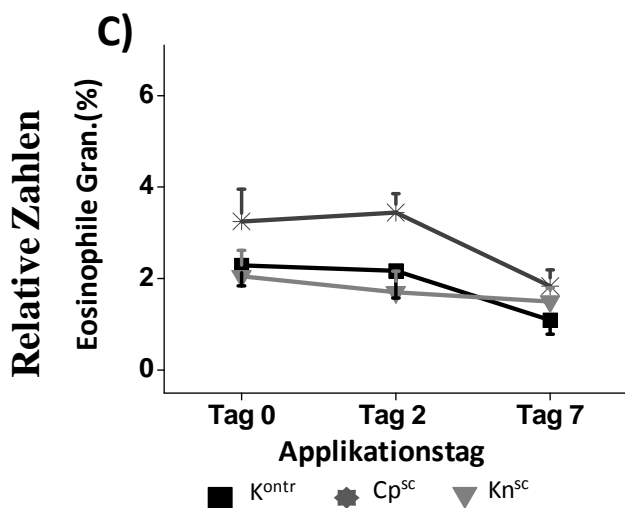 C)
Relative Zahlen
Eosinophile Gran.(%)
6
4
2
0
Tag 0 Tag 2 Tag 7
Applikationstag
Kontr Cpsc Knsc